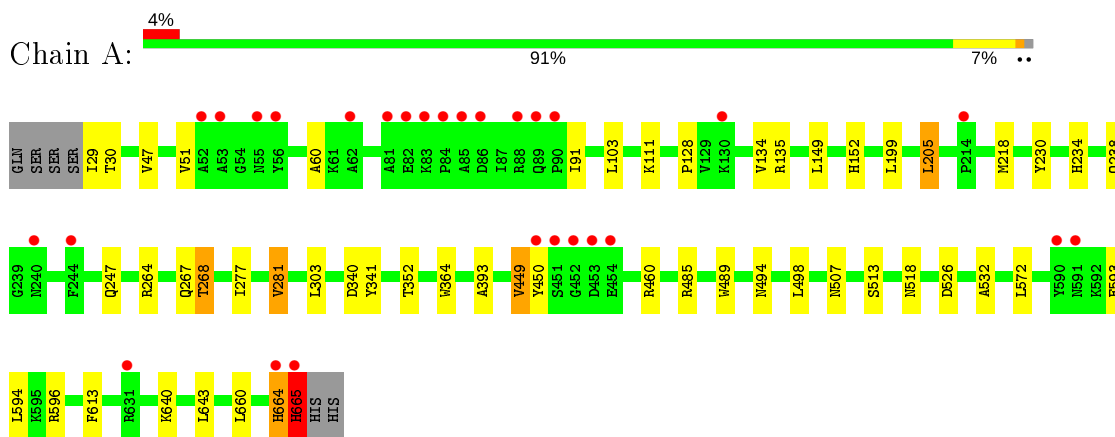 4%
Chain A:
91% 7% ••
GLN SER SER SER I29 T30 V47 V51 A52 A53 G54 N55 Y56 A60 K61 A62 A81 E82 K83 P84 A85 D86 I87 R88 Q89 P90 I91 L103 K111 P128 V129 K130 V134 R135 L149 H152 L199 L205 P214 M218 Y230 H234 Q238
G239 N240 F244 Q247 R264 Q267 T268 I277 V281 L303 D340 Y341 T352 W364 A393 V449 Y450 S451 G452 D453 E454 R460 R485 W489 N494 L498 N507 S513 N518 D526 A532 L572 Y590 N591 K592 E593
L594 K595 R596 F613 R631 K640 L643 L660 H664 H665 HIS HIS